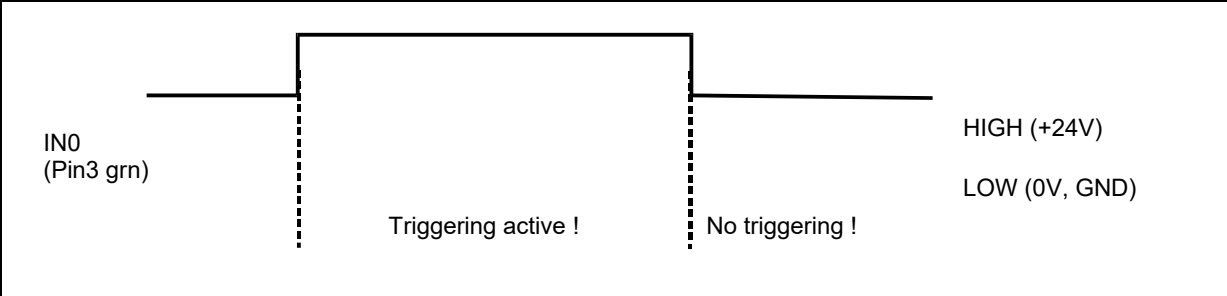 HIGH (+24V)
IN0
(Pin3 grn)
LOW (0V, GND)
Triggering active !
No triggering !